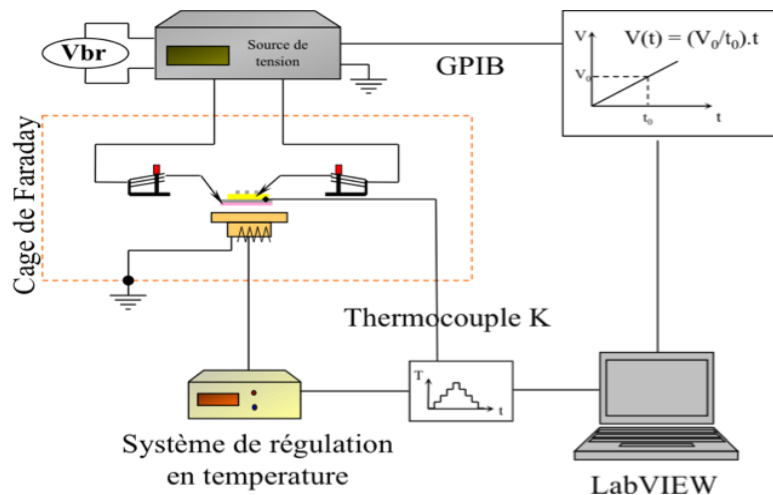 Vbr
Source de
tension
GPIB
V
V(t) = (V₀/t₀).t
V₀
t₀
t
Cage de Faraday
Thermocouple K
T
t
Système de régulation
en temperature
LabVIEW